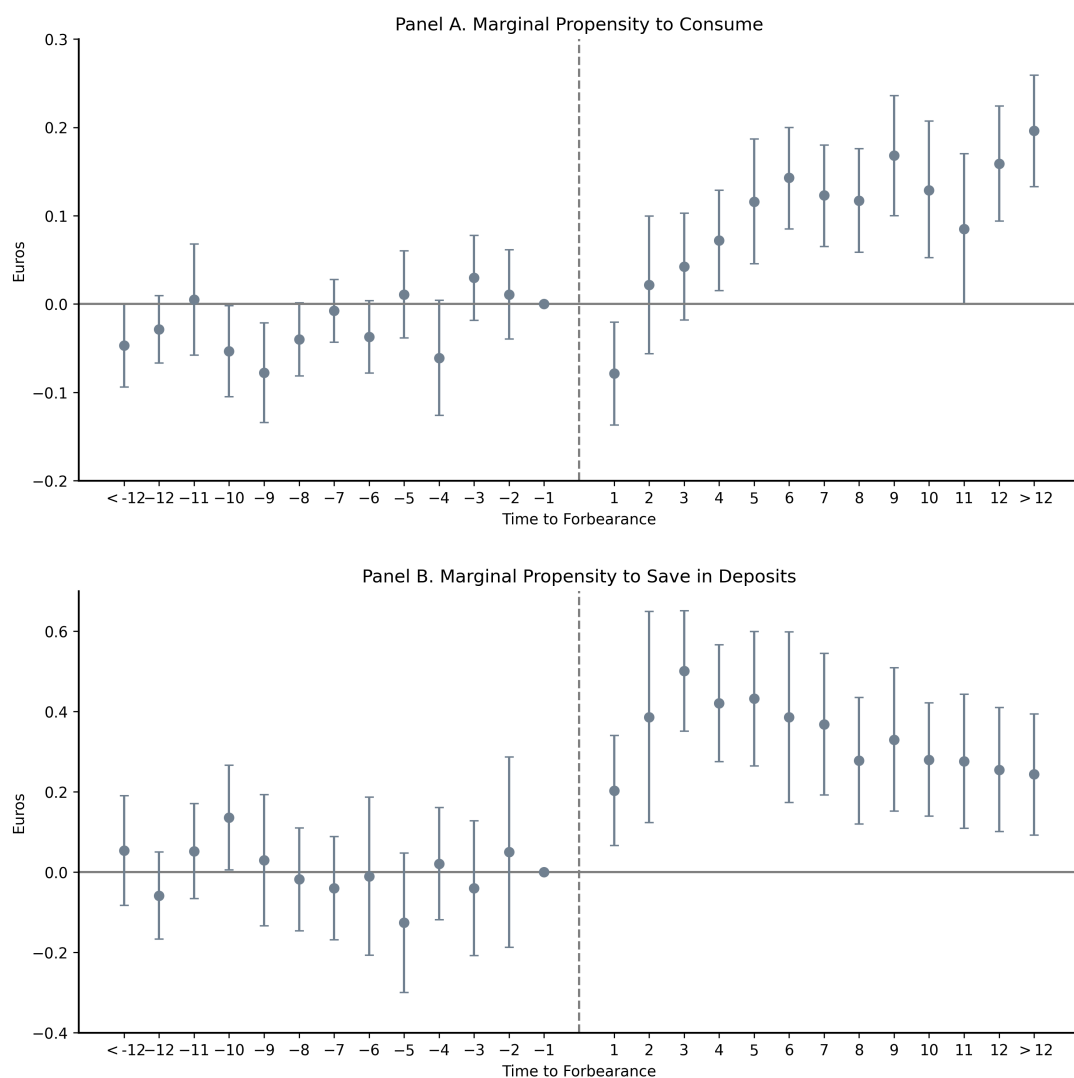 Panel A. Marginal Propensity to Consume
0.3
0.2
0.1
0.0
−0.1
−0.2
Euros
< -12 −12 −11 −10 −9 −8 −7 −6 −5 −4 −3 −2 −1 1 2 3 4 5 6 7 8 9 10 11 12 > 12
Time to Forbearance
Panel B. Marginal Propensity to Save in Deposits
0.6
0.4
0.2
0.0
−0.2
−0.4
Euros
< -12 −12 −11 −10 −9 −8 −7 −6 −5 −4 −3 −2 −1 1 2 3 4 5 6 7 8 9 10 11 12 > 12
Time to Forbearance